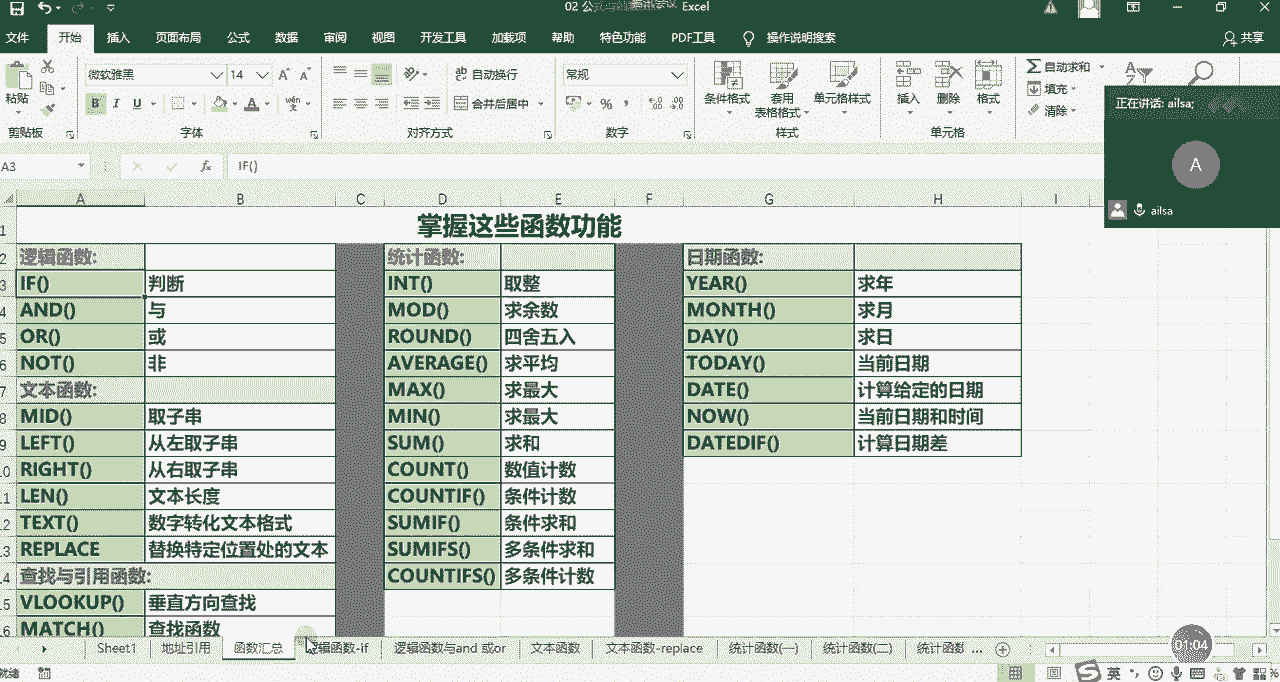 Excel
文件 开始 插入 页面布局 公式 数据 审阅 视图 开发工具 加载项 帮助 特色功能 PDF工具 操作说明搜索 共享
粘贴
剪贴板
微软雅黑 14
B I U
字体
自动换行
合并后居中
对齐方式
常规
% ,
数字
条件格式
套用
表格格式
单元格样式
样式
插入 删除 格式
单元格
自动求和
填充
清除
正在讲话: ailsa;
A
ailsa
A3 fx IF()
A B C D E F G H I
1 掌握这些函数功能
2 逻辑函数: 统计函数: 日期函数:
3 IF() 判断 INT() 取整 YEAR() 求年
4 AND() 与 MOD() 求余数 MONTH() 求月
5 OR() 或 ROUND() 四舍五入 DAY() 求日
6 NOT() 非 AVERAGE() 求平均 TODAY() 当前日期
7 文本函数: MAX() 求最大 DATE() 计算给定的日期
8 MID() 取子串 MIN() 求最大 NOW() 当前日期和时间
9 LEFT() 从左取子串 SUM() 求和 DATEDIF() 计算日期差
10 RIGHT() 从右取子串 COUNT() 数值计数
11 LEN() 文本长度 COUNTIF() 条件计数
12 TEXT() 数字转化文本格式 SUMIF() 条件求和
13 REPLACE 替换特定位置处的文本 SUMIFS() 多条件求和
14 查找与引用函数: COUNTIFS() 多条件计数
15 VLOOKUP() 垂直方向查找
16 MATCH() 查找函数
Sheet1 地址引用 函数汇总 逻辑函数-if 逻辑函数与and 或or 文本函数 文本函数-replace 统计函数(一) 统计函数(二) 统计函数 ...
01:04
就绪
英